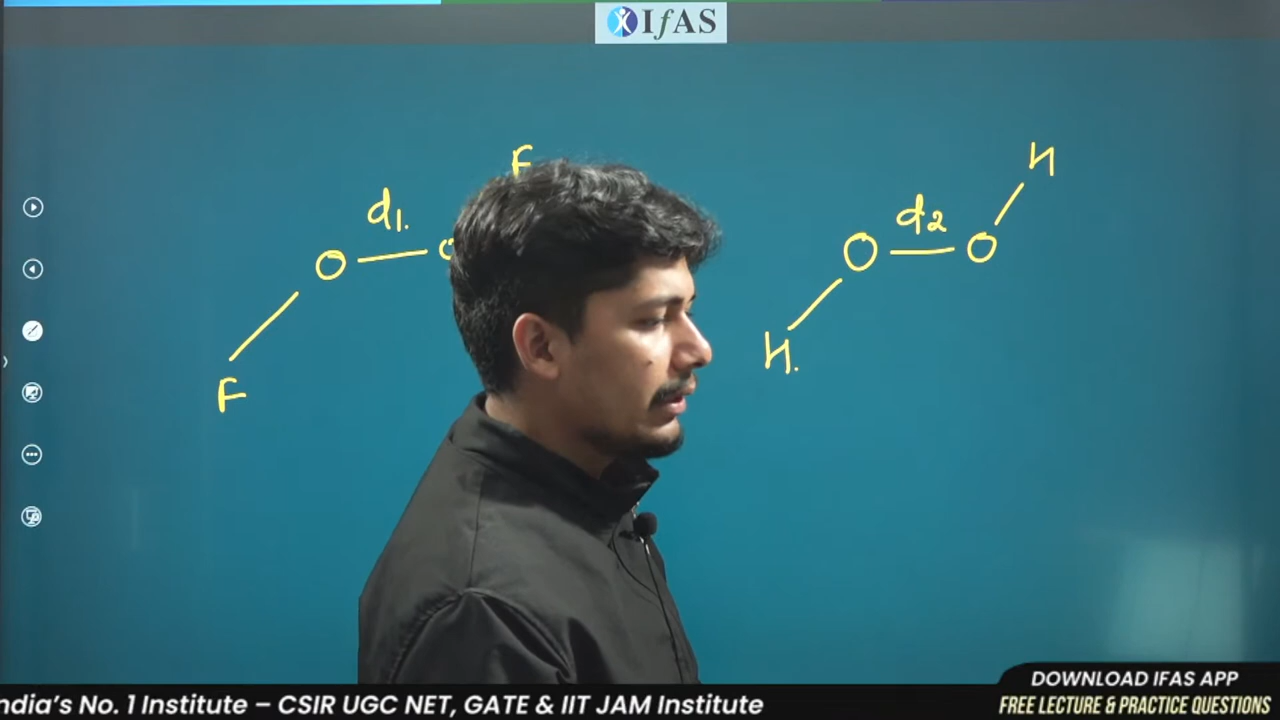 IfAS
F
H
d1.
d2
O
O
O
H.
F
ndia's No. 1 Institute – CSIR UGC NET, GATE & IIT JAM Institute
DOWNLOAD IFAS APP
FREE LECTURE & PRACTICE QUESTIONS